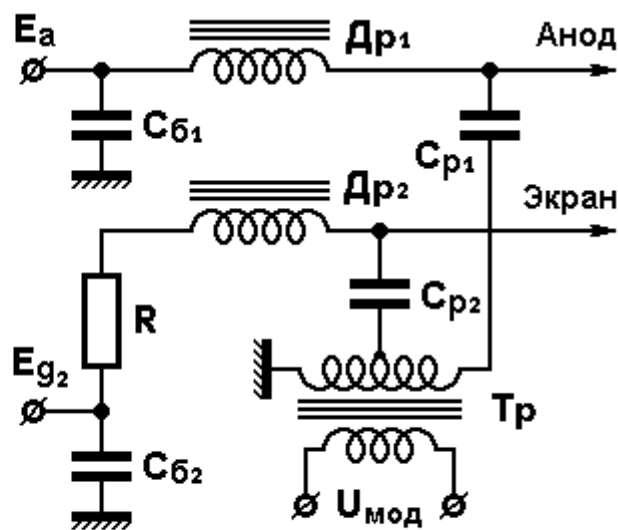 Eа Др₁ Анод
Cб₁ Cр₁
Др₂ Экран
R Cр₂
Eg₂
Тр
Cб₂ Uмод